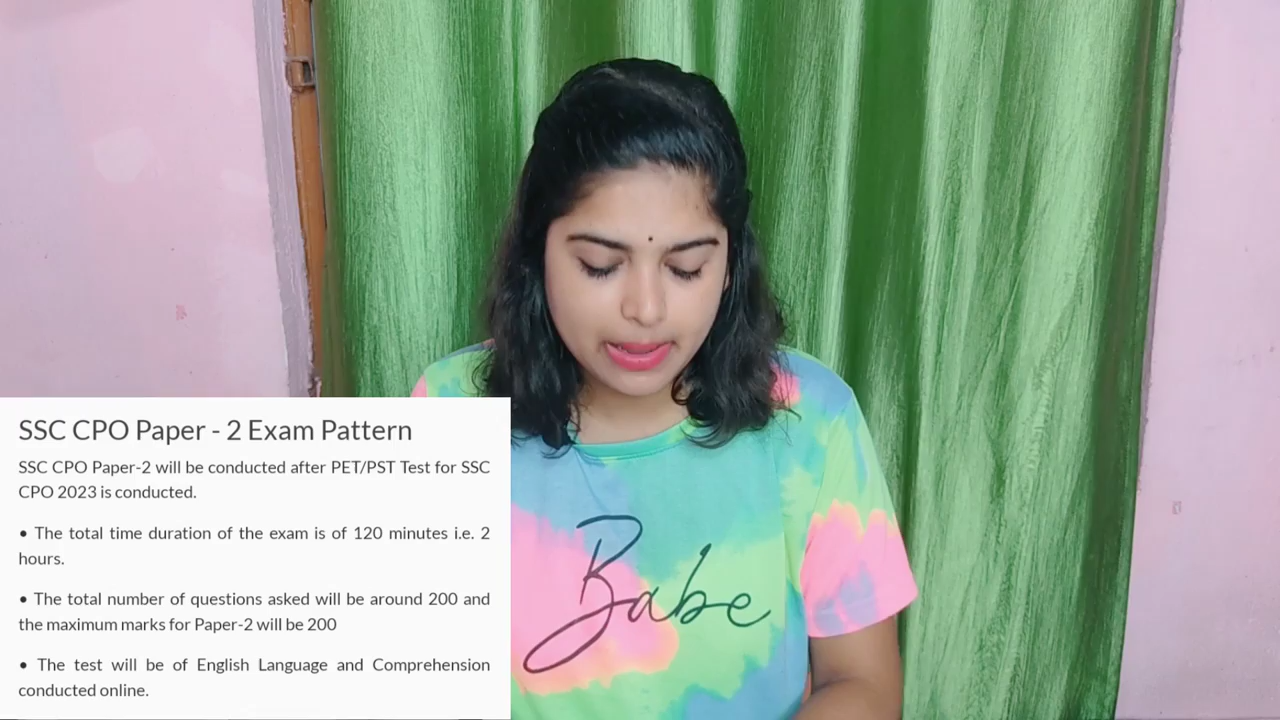 SSC CPO Paper - 2 Exam Pattern
SSC CPO Paper-2 will be conducted after PET/PST Test for SSC
CPO 2023 is conducted.
• The total time duration of the exam is of 120 minutes i.e. 2
hours.
• The total number of questions asked will be around 200 and
the maximum marks for Paper-2 will be 200
• The test will be of English Language and Comprehension
conducted online.
Babe